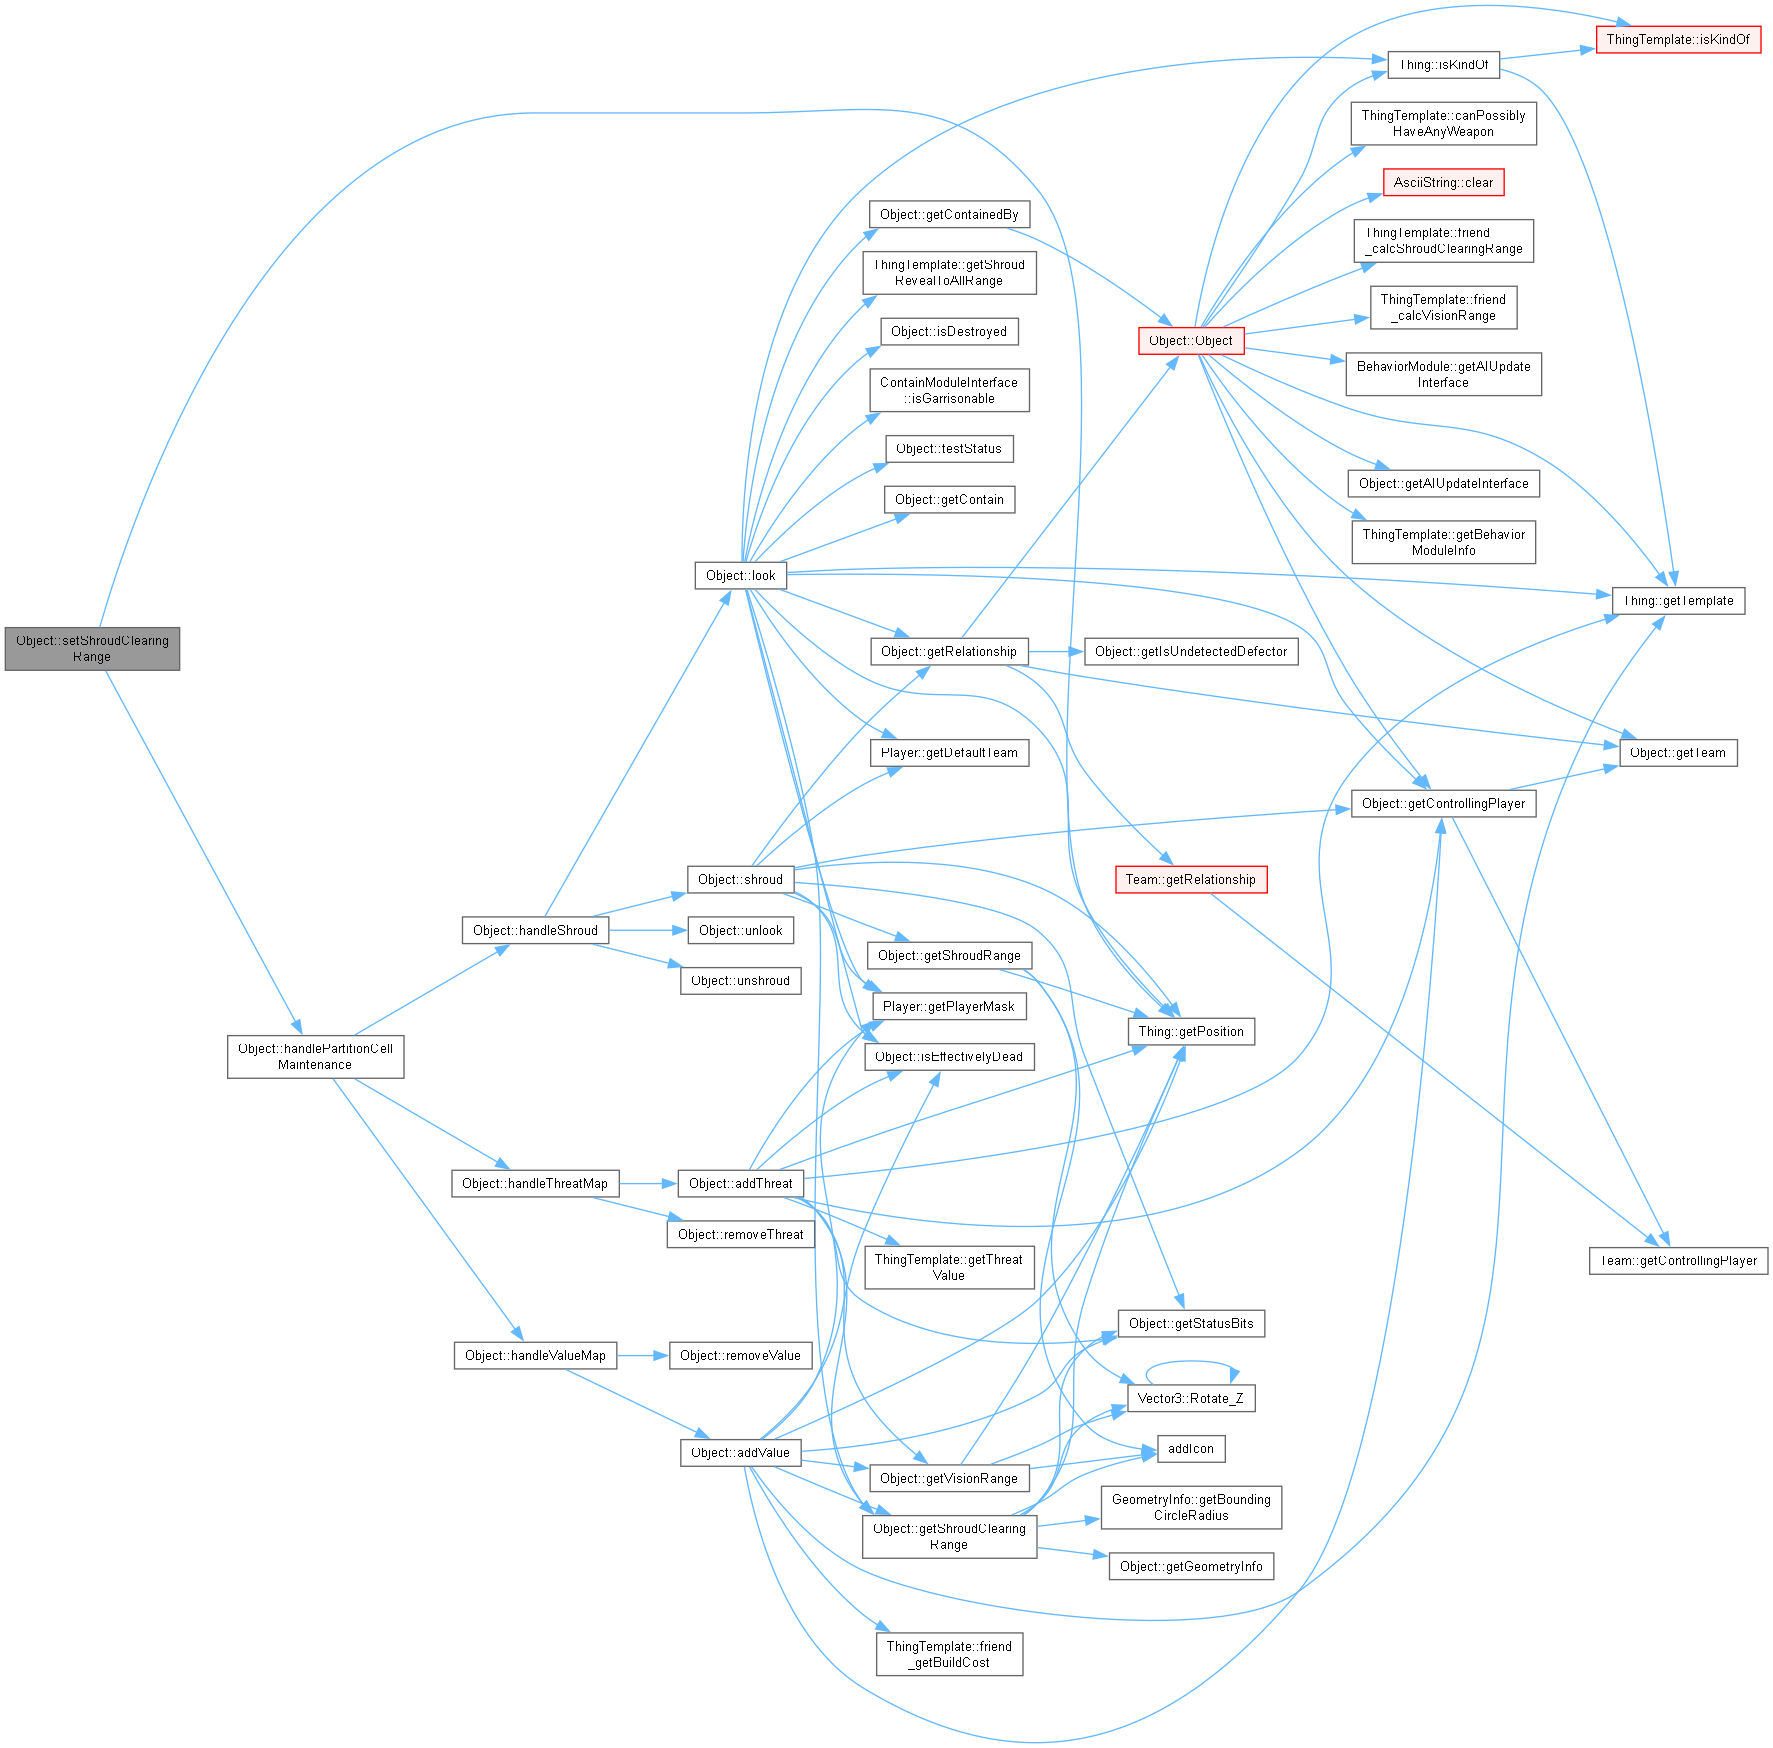 Object::setShroudClearing
Range
Object::handlePartitionCell
Maintenance
Object::handleShroud
Object::handleThreatMap
Object::handleValueMap
Object::look
Object::shroud
Object::unlook
Object::unshroud
Object::addThreat
Object::removeThreat
Object::removeValue
Object::addValue
Object::getContainedBy
ThingTemplate::getShroud
RevealToAllRange
Object::isDestroyed
ContainModuleInterface
::isGarrisonable
Object::testStatus
Object::getContain
Object::getRelationship
Player::getDefaultTeam
Object::getShroudRange
Player::getPlayerMask
Object::isEffectivelyDead
ThingTemplate::getThreat
Value
Object::getVisionRange
Object::getShroudClearing
Range
ThingTemplate::friend
_getBuildCost
Object::Object
Object::getIsUndetectedDefector
Team::getRelationship
Thing::getPosition
Object::getStatusBits
Vector3::Rotate_Z
addIcon
GeometryInfo::getBounding
CircleRadius
Object::getGeometryInfo
Thing::isKindOf
ThingTemplate::canPossibly
HaveAnyWeapon
AsciiString::clear
ThingTemplate::friend
_calcShroudClearingRange
ThingTemplate::friend
_calcVisionRange
BehaviorModule::getAIUpdate
Interface
Object::getAIUpdateInterface
ThingTemplate::getBehavior
ModuleInfo
Object::getControllingPlayer
ThingTemplate::isKindOf
Thing::getTemplate
Object::getTeam
Team::getControllingPlayer